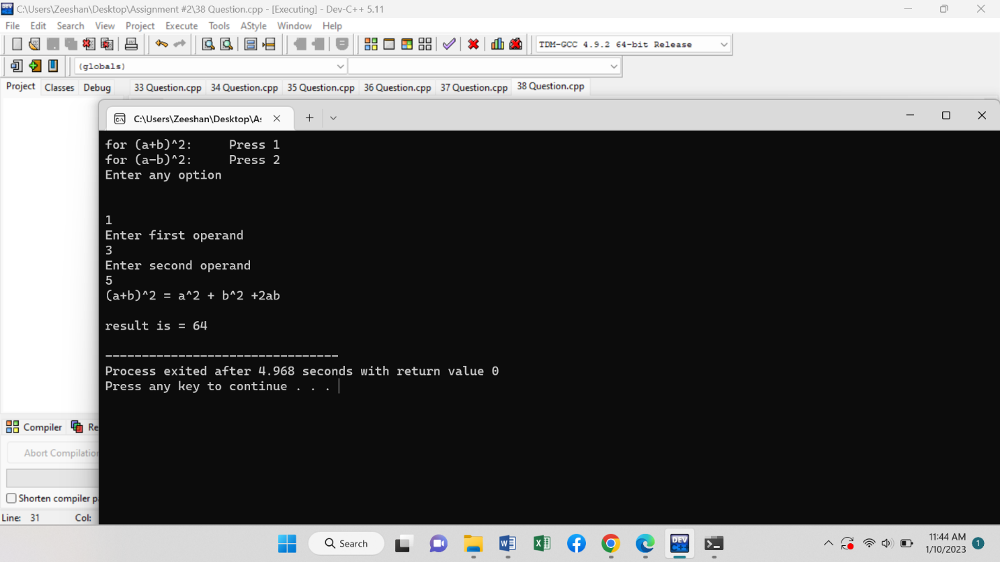 C:\Users\Zeeshan\Desktop\Assignment #2\38 Question.cpp - [Executing] - Dev-C++ 5.11
File Edit Search View Project Execute Tools AStyle Window Help
TDM-GCC 4.9.2 64-bit Release
(globals)
Project Classes Debug 33 Question.cpp 34 Question.cpp 35 Question.cpp 36 Question.cpp 37 Question.cpp 38 Question.cpp
C:\Users\Zeeshan\Desktop\A
for (a+b)^2: Press 1
for (a-b)^2: Press 2
Enter any option
1
Enter first operand
3
Enter second operand
5
(a+b)^2 = a^2 + b^2 +2ab
result is = 64
--------------------------------
Process exited after 4.968 seconds with return value 0
Press any key to continue . . .
Compiler Re
Abort Compilation
Shorten compiler p
Line: 31 Col:
Search
DEV
11:44 AM
1/10/2023
1